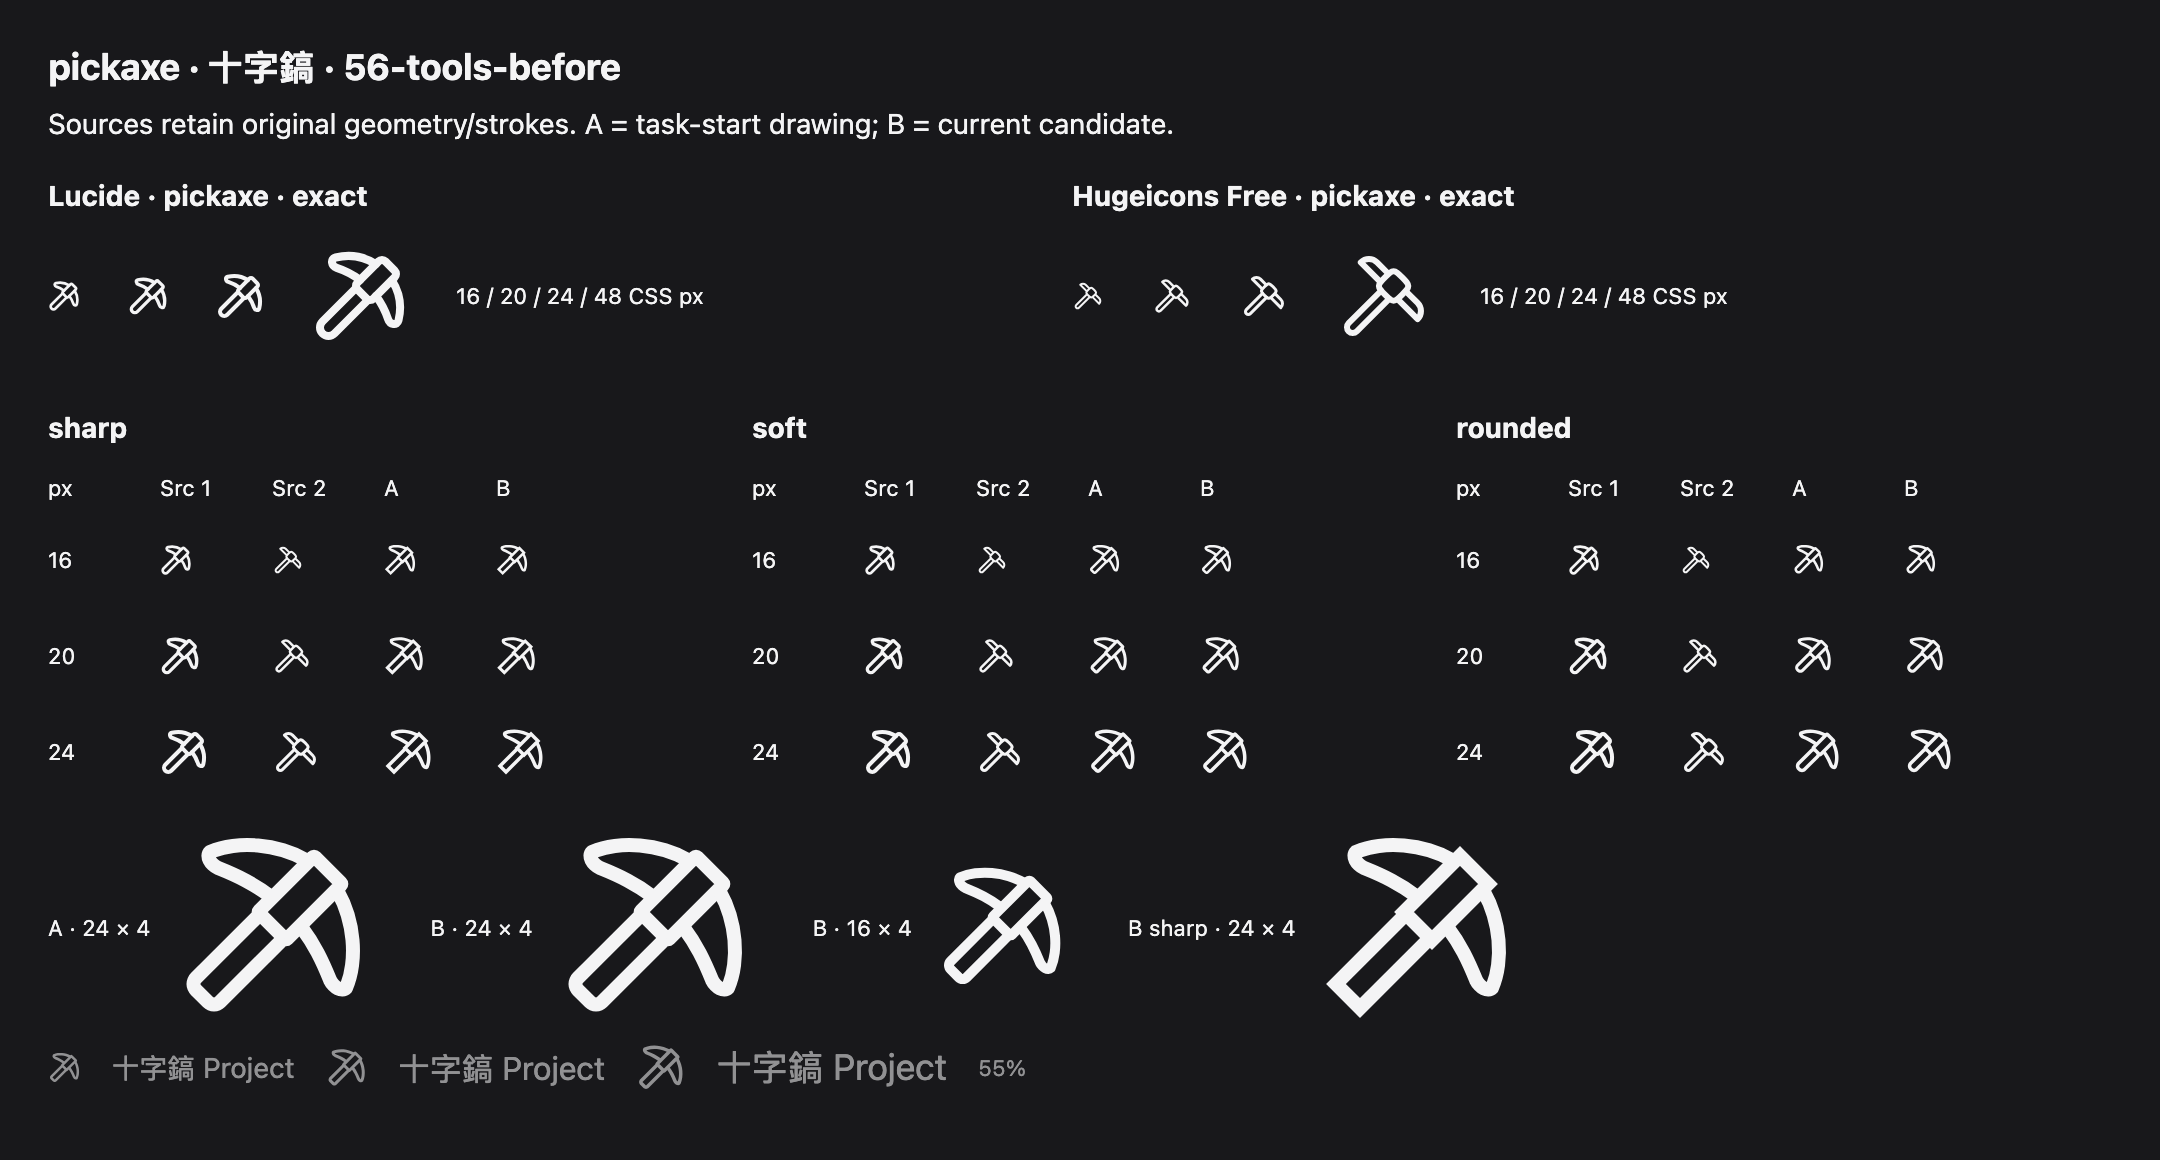 pickaxe · 十字鎬 · 56-tools-before
Sources retain original geometry/strokes. A = task-start drawing; B = current candidate.
Lucide · pickaxe · exact
16 / 20 / 24 / 48 CSS px
Hugeicons Free · pickaxe · exact
16 / 20 / 24 / 48 CSS px
sharp
px Src 1 Src 2 A B
16
20
24
soft
px Src 1 Src 2 A B
16
20
24
rounded
px Src 1 Src 2 A B
16
20
24
A · 24 × 4
B · 24 × 4
B · 16 × 4
B sharp · 24 × 4
十字鎬 Project 十字鎬 Project 十字鎬 Project 55%